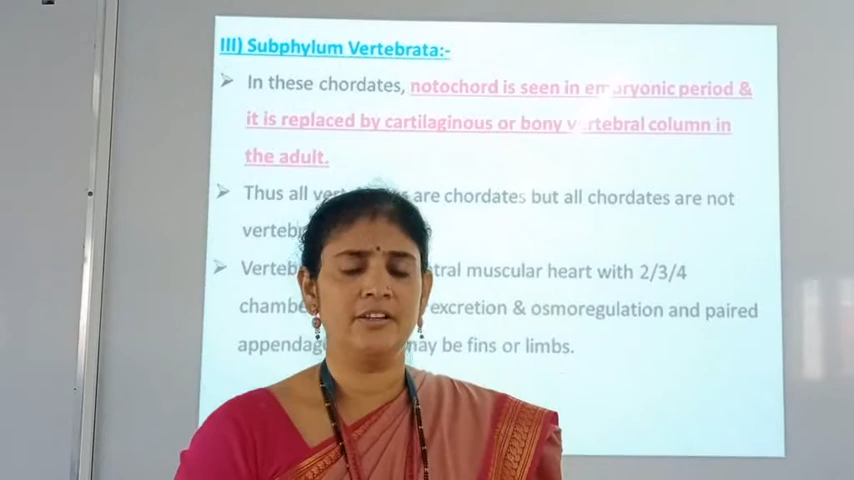 III) Subphylum Vertebrata:-
➢ In these chordates, notochord is seen in embryonic period &
it is replaced by cartilaginous or bony vertebral column in
the adult.
➢ Thus all are chordates but all chordates are not
➢ muscular heart with 2/3/4
excretion & osmoregulation and paired
may be fins or limbs.